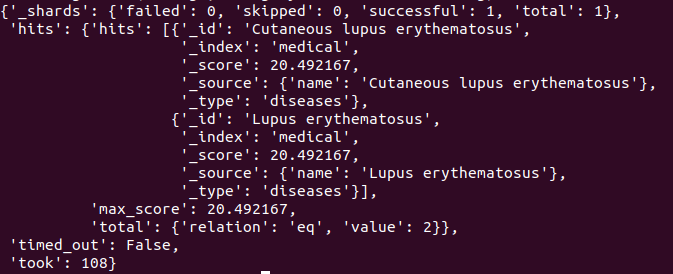 {'_shards': {'failed': 0, 'skipped': 0, 'successful': 1, 'total': 1},
 'hits': {'hits': [{'_id': 'Cutaneous lupus erythematosus',
                    '_index': 'medical',
                    '_score': 20.492167,
                    '_source': {'name': 'Cutaneous lupus erythematosus'},
                    '_type': 'diseases'},
                   {'_id': 'Lupus erythematosus',
                    '_index': 'medical',
                    '_score': 20.492167,
                    '_source': {'name': 'Lupus erythematosus'},
                    '_type': 'diseases'}],
          'max_score': 20.492167,
          'total': {'relation': 'eq', 'value': 2}},
 'timed_out': False,
 'took': 108}